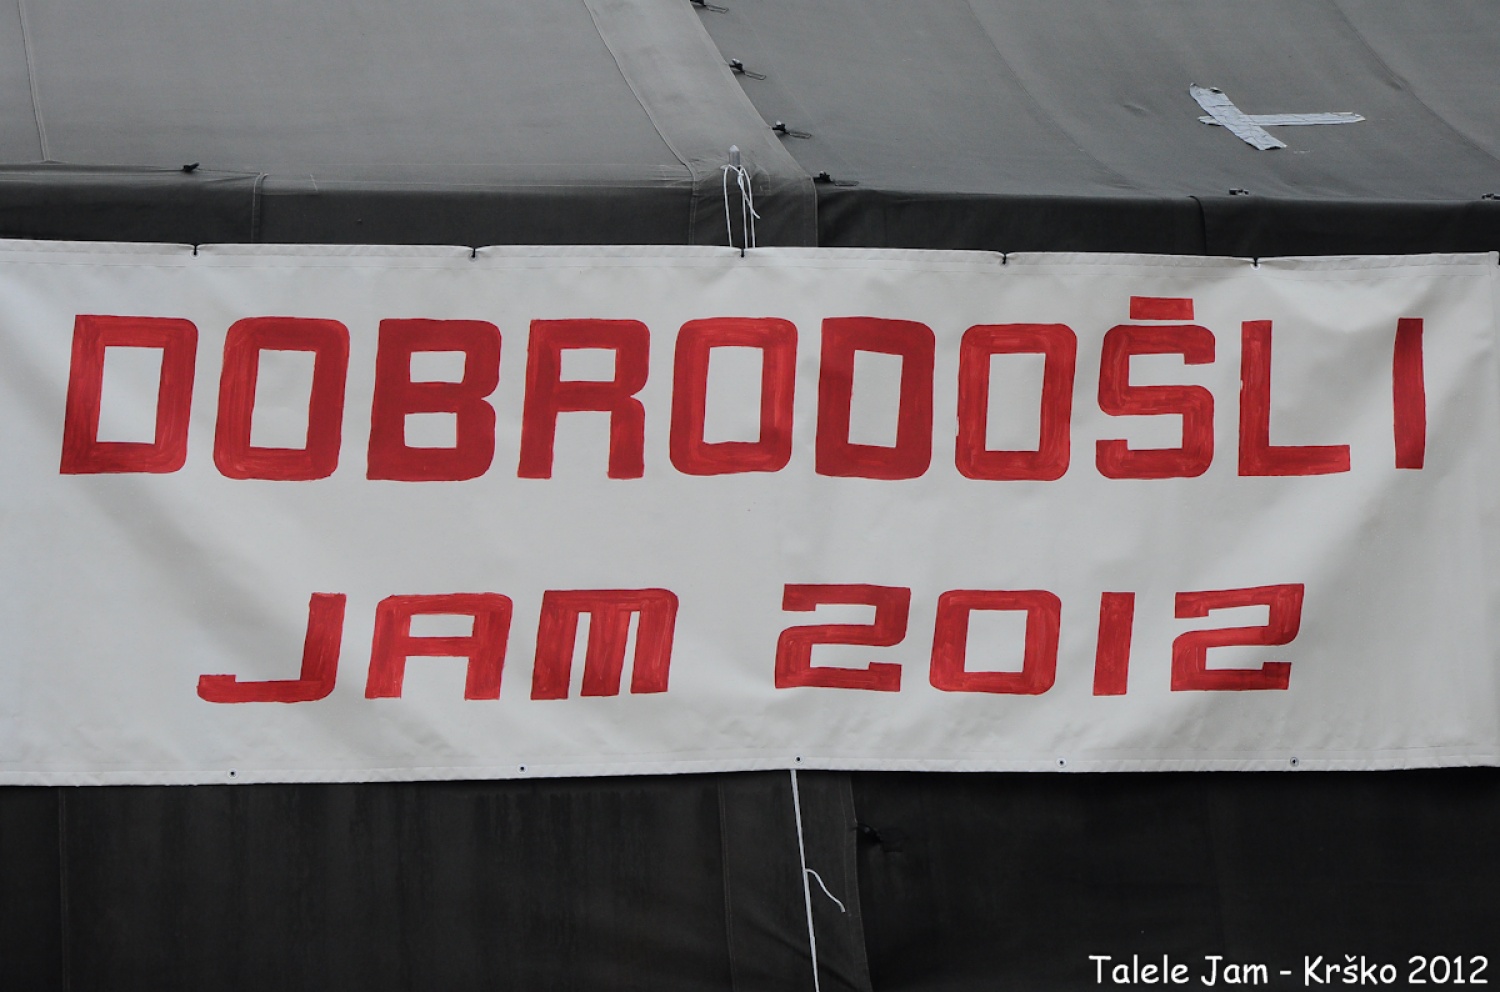 DOBRODOŠLI
JAM 2012
Talele Jam - Krško 2012